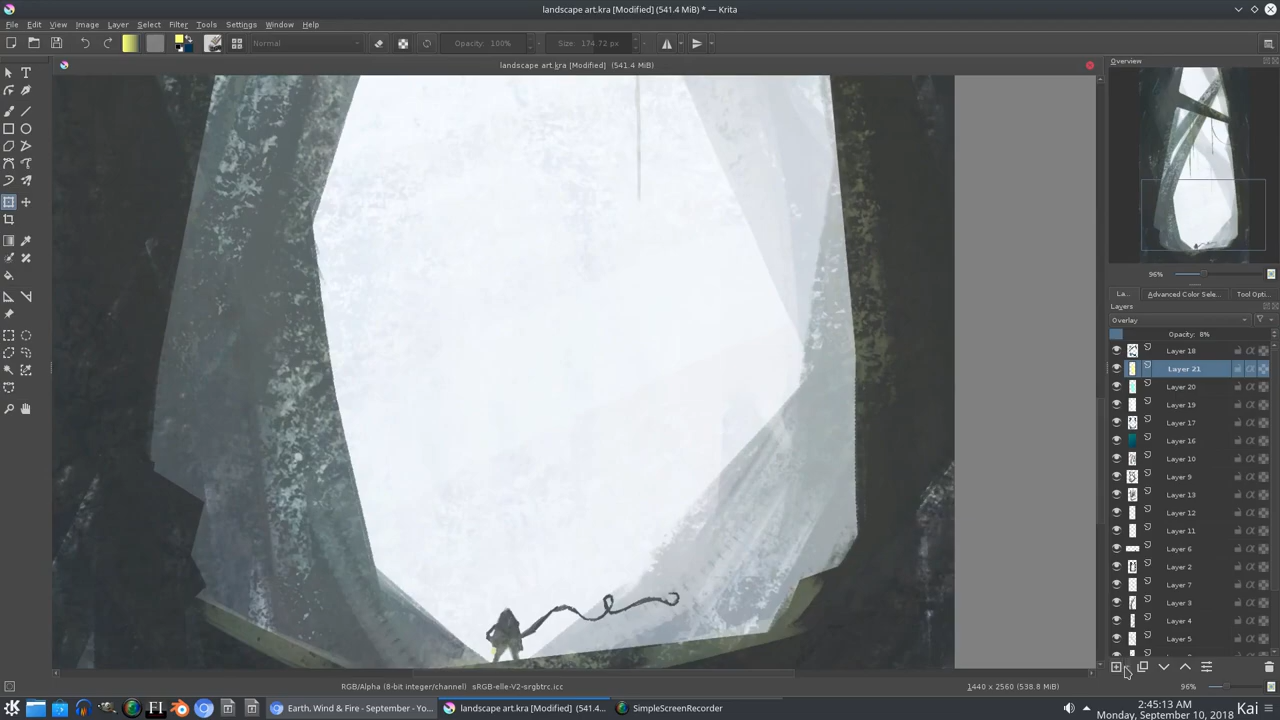 landscape art.kra [Modified] (541.4 MiB) * — Krita
File Edit View Image Layer Select Filter Tools Settings Window Help
Normal
Opacity: 100%
Size: 174.72 px
landscape art.kra [Modified] (541.4 MiB)
Overview
96%
La...
Advanced Color Sele...
Tool Opti...
Layers
Overlay
Opacity: 8%
Layer 18
Layer 21
Layer 20
Layer 19
Layer 17
Layer 16
Layer 10
Layer 9
Layer 13
Layer 12
Layer 11
Layer 6
Layer 2
Layer 7
Layer 3
Layer 4
Layer 5
RGB/Alpha (8-bit integer/channel) sRGB-elle-V2-srgbtrc.icc
1440 x 2560 (538.8 MiB)
96%
Earth, Wind & Fire - September - Yo...
landscape art.kra [Modified] (541.4...
SimpleScreenRecorder
2:45:13 AM
Monday, September 10, 2018
Kai